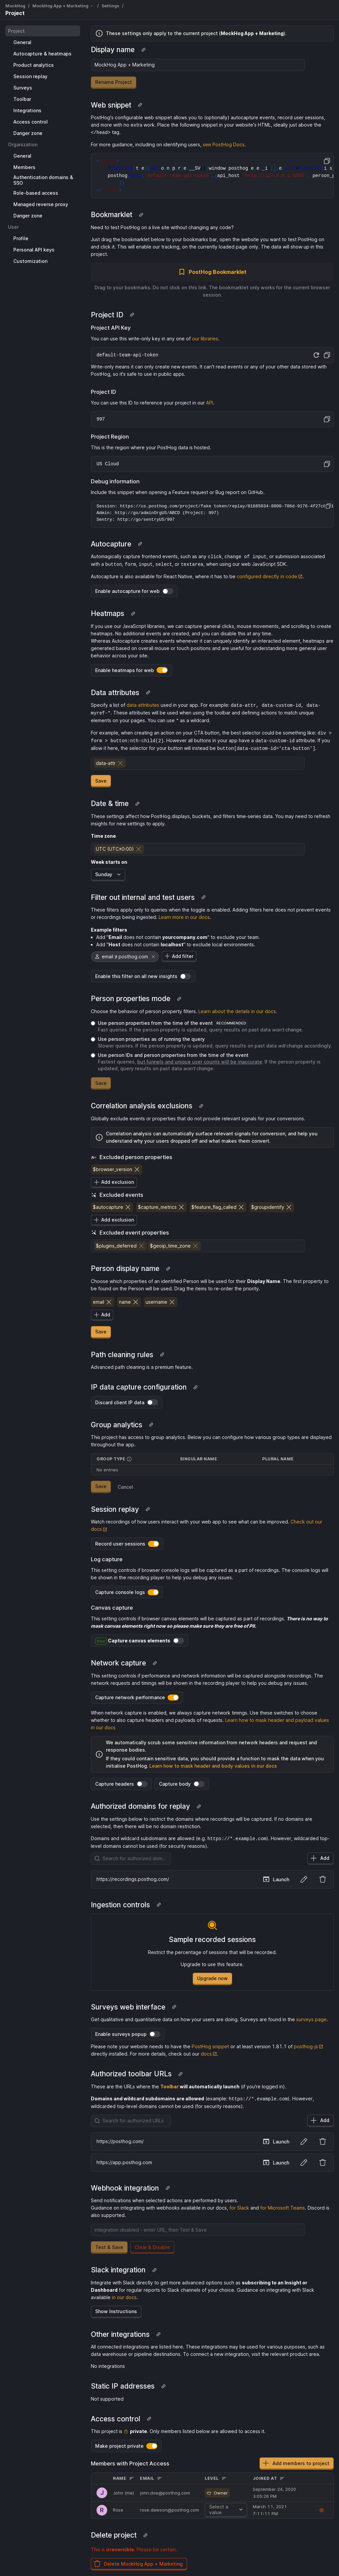 MockHog / MockHog App + Marketing / Settings /
Project
Project
General
Autocapture & heatmaps
Product analytics
Session replay
Surveys
Toolbar
Integrations
Access control
Danger zone
Organization
General
Members
Authentication domains & SSO
Role-based access
Managed reverse proxy
Danger zone
User
Profile
Personal API keys
Customization
These settings only apply to the current project (MockHog App + Marketing).
Display name
MockHog App + Marketing
Rename Project
Web snippet
PostHog's configurable web snippet allows you to (optionally) autocapture events, record user sessions, and more with no extra work. Place the following snippet in your website's HTML, ideally just above the </head> tag.
For more guidance, including on identifying users, see PostHog Docs.
Bookmarklet
Need to test PostHog on a live site without changing any code?
Just drag the bookmarklet below to your bookmarks bar, open the website you want to test PostHog on and click it. This will enable our tracking, on the currently loaded page only. The data will show up in this project.
PostHog Bookmarklet
Drag to your bookmarks. Do not click on this link. The bookmarklet only works for the current browser session.
Project ID
Project API Key
You can use this write-only key in any one of our libraries.
default-team-api-token
Write-only means it can only create new events. It can't read events or any of your other data stored with PostHog, so it's safe to use in public apps.
Project ID
You can use this ID to reference your project in our API.
997
Project Region
This is the region where your PostHog data is hosted.
US Cloud
Debug information
Include this snippet when opening a Feature request or Bug report on GitHub.
Admin: http://go/adminOrgUS/ABCD (Project: 997)
Sentry: http://go/sentryUS/997
Autocapture
Automagically capture frontend events, such as any click, change of input, or submission associated with a button, form, input, select, or textarea, when using our web JavaScript SDK.
Autocapture is also available for React Native, where it has to be configured directly in code.
Enable autocapture for web
Heatmaps
If you use our JavaScript libraries, we can capture general clicks, mouse movements, and scrolling to create heatmaps. No additional events are created, and you can disable this at any time.
Whereas Autocapture creates events whenever it can uniquely identify an interacted element, heatmaps are generated based on overall mouse or touch positions and are useful for understanding more general user behavior across your site.
Enable heatmaps for web
Data attributes
Specify a list of data attributes used in your app. For example: data-attr, data-custom-id, data-myref-*. These attributes will be used when using the toolbar and defining actions to match unique elements on your pages. You can use * as a wildcard.
For example, when creating an action on your CTA button, the best selector could be something like: div > form > button:nth-child(2). However all buttons in your app have a data-custom-id attribute. If you allow it here, the selector for your button will instead be button[data-custom-id='cta-button'].
data-attr
Save
Date & time
These settings affect how PostHog displays, buckets, and filters time-series data. You may need to refresh insights for new settings to apply.
Time zone
UTC (UTC±0:00)
Week starts on
Sunday
Filter out internal and test users
These filters apply only to queries when the toggle is enabled. Adding filters here does not prevent events or recordings being ingested. Learn more in our docs.
Example filters
Add "Email does not contain yourcompany.com" to exclude your team.
Add "Host does not contain localhost" to exclude local environments.
email ∌ posthog.com
Add filter
Enable this filter on all new insights
Person properties mode
Choose the behavior of person property filters. Learn about the details in our docs.
Use person properties from the time of the event RECOMMENDED
Fast queries. If the person property is updated, query results on past data won't change.
Use person properties as of running the query
Slower queries. If the person property is updated, query results on past data will change accordingly.
Use person IDs and person properties from the time of the event
Fastest queries, but funnels and unique user counts will be inaccurate. If the person property is updated, query results on past data won't change.
Save
Correlation analysis exclusions
Globally exclude events or properties that do not provide relevant signals for your conversions.
Correlation analysis can automatically surface relevant signals for conversion, and help you understand why your users dropped off and what makes them convert.
Excluded person properties
$browser_version
Add exclusion
Excluded events
$autocapture
$capture_metrics
$feature_flag_called
$groupidentify
Add exclusion
Excluded event properties
$plugins_deferred
$geoip_time_zone
Person display name
Choose which properties of an identified Person will be used for their Display Name. The first property to be found on the Person will be used. Drag the items to re-order the priority.
email
name
username
Add
Save
Path cleaning rules
Advanced path cleaning is a premium feature.
IP data capture configuration
Discard client IP data
Group analytics
This project has access to group analytics. Below you can configure how various group types are displayed throughout the app.
GROUP TYPE
SINGULAR NAME
PLURAL NAME
No entries
Save
Cancel
Session replay
Watch recordings of how users interact with your web app to see what can be improved. Check out our docs
Record user sessions
Log capture
This setting controls if browser console logs will be captured as a part of recordings. The console logs will be shown in the recording player to help you debug any issues.
Capture console logs
Canvas capture
This setting controls if browser canvas elements will be captured as part of recordings. There is no way to mask canvas elements right now so please make sure they are free of PII.
Capture canvas elements
Network capture
This setting controls if performance and network information will be captured alongside recordings. The network requests and timings will be shown in the recording player to help you debug any issues.
Capture network performance
When network capture is enabled, we always capture network timings. Use these switches to choose whether to also capture headers and payloads of requests. Learn how to mask header and payload values in our docs
We automatically scrub some sensitive information from network headers and request and response bodies.
If they could contain sensitive data, you should provide a function to mask the data when you initialise PostHog. Learn how to mask header and body values in our docs
Capture headers
Capture body
Authorized domains for replay
Use the settings below to restrict the domains where recordings will be captured. If no domains are selected, then there will be no domain restriction.
Domains and wildcard subdomains are allowed (e.g. https://*.example.com). However, wildcarded top-level domains cannot be used (for security reasons).
Search for authorized dom...
Add
https://recordings.posthog.com/
Launch
Ingestion controls
Sample recorded sessions
Restrict the percentage of sessions that will be recorded.
Upgrade to use this feature.
Upgrade now
Surveys web interface
Get qualitative and quantitative data on how your users are doing. Surveys are found in the surveys page.
Enable surveys popup
Please note your website needs to have the PostHog snippet or at least version 1.81.1 of posthog-js directly installed. For more details, check out our docs.
Authorized toolbar URLs
These are the URLs where the Toolbar will automatically launch (if you're logged in).
Domains and wildcard subdomains are allowed (example: https://*.example.com). However, wildcarded top-level domains cannot be used (for security reasons).
Search for authorized URLs
Add
https://posthog.com/
Launch
https://app.posthog.com
Launch
Webhook integration
Send notifications when selected actions are performed by users.
Guidance on integrating with webhooks available in our docs, for Slack and for Microsoft Teams. Discord is also supported.
integration disabled - enter URL, then Test & Save
Test & Save
Clear & Disable
Slack integration
Integrate with Slack directly to get more advanced options such as subscribing to an Insight or Dashboard for regular reports to Slack channels of your choice. Guidance on integrating with Slack available in our docs.
Show Instructions
Other integrations
All connected integrations are listed here. These integrations may be used for various purposes, such as data warehouse or pipeline destinations. To connect a new integration, visit the relevant product area.
No integrations
Static IP addresses
Not supported
Access control
This project is private. Only members listed below are allowed to access it.
Make project private
Members with Project Access
Add members to project
NAME
EMAIL
LEVEL
JOINED AT
J
John (me)
john.doe@posthog.com
Owner
September 24, 2020
3:05:26 PM
R
Rose
rose.dawson@posthog.com
Select a value
March 11, 2021
7:11:11 PM
Delete project
This is irreversible. Please be certain.
Delete MockHog App + Marketing